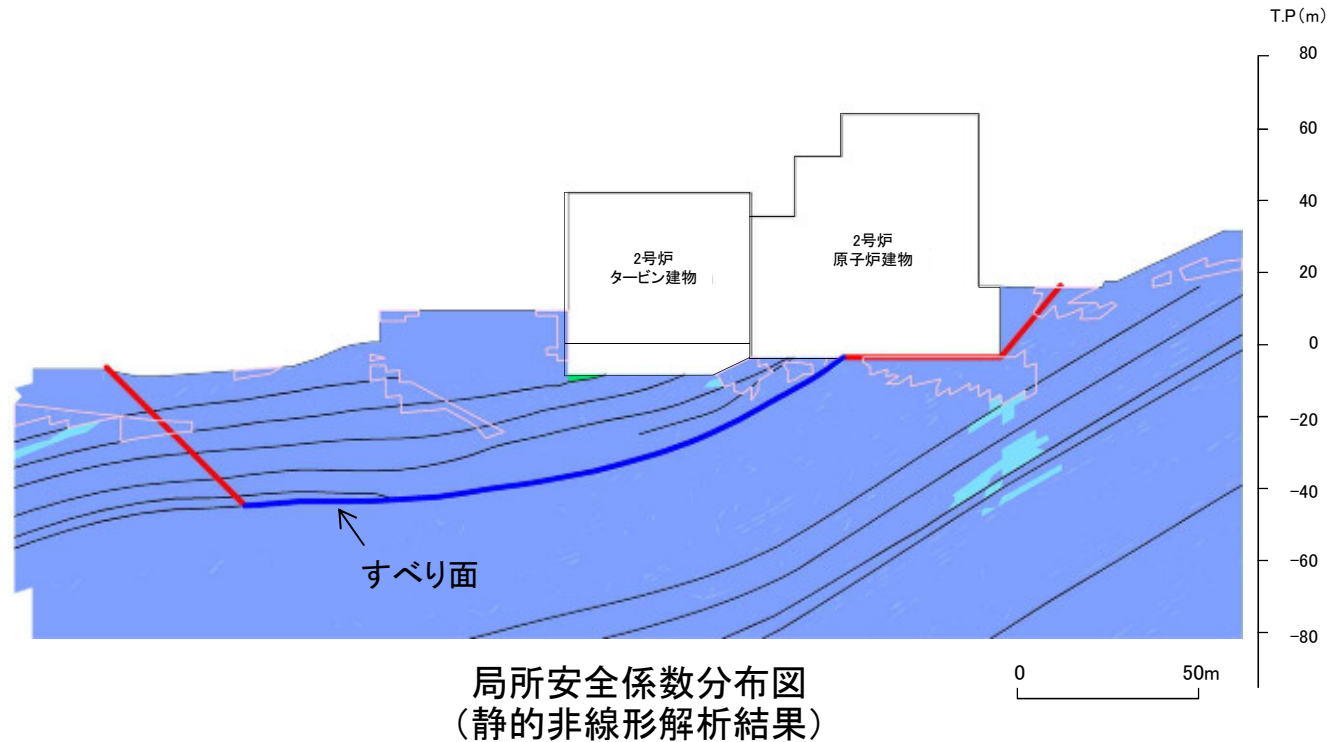 T.P(m)
80
60
40
20
0
-20
-40
-60
-80
2号炉
タービン建物
2号炉
原子炉建物
すべり面
局所安全係数分布図
(静的非線形解析結果)
0
50m